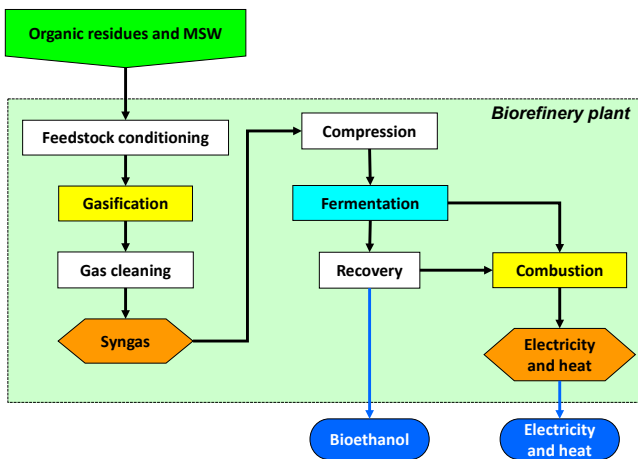 Organic residues and MSW
Biorefinery plant
Feedstock conditioning
Gasification
Gas cleaning
Syngas
Compression
Fermentation
Recovery
Combustion
Electricity
and heat
Bioethanol
Electricity
and heat